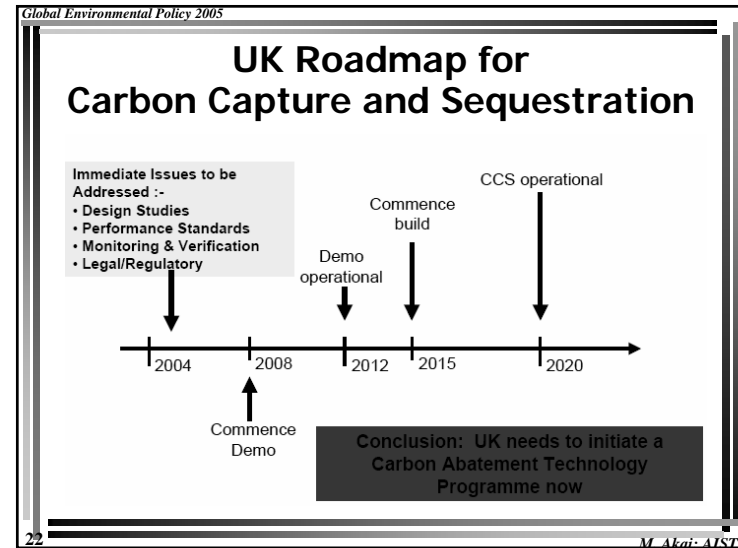 Global Environmental Policy 2005
UK Roadmap for
Carbon Capture and Sequestration
Immediate Issues to be
Addressed :-
• Design Studies
• Performance Standards
• Monitoring & Verification
• Legal/Regulatory
Demo
operational
Commence
build
CCS operational
2004
2008
2012
2015
2020
Commence
Demo
Conclusion: UK needs to initiate a
Carbon Abatement Technology
Programme now
22
M. Akai; AIST